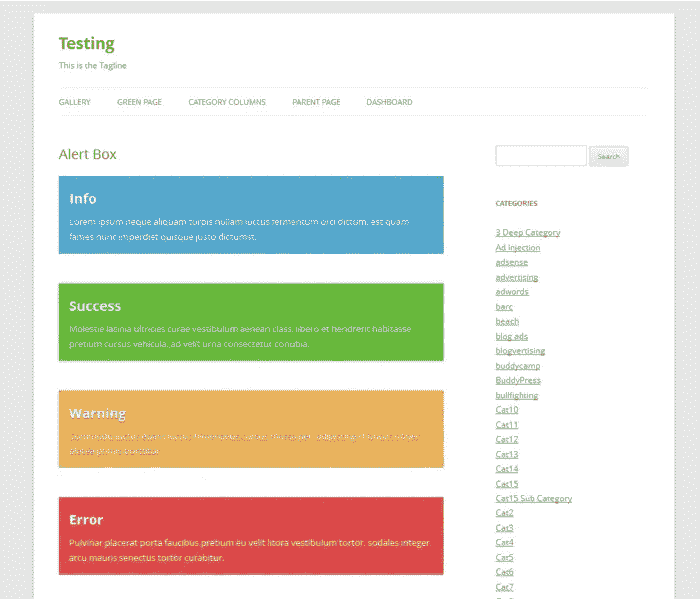 Testing
This is the Tagline
GALLERY GREEN PAGE CATEGORY COLUMNS PARENT PAGE DASHBOARD
Alert Box
Info
Lorem ipsum neque aliquam turpis nullam luctus fermentum orci dictum, est quam
fames nunc imperdiet quisque justo dictumst.
Success
Molestie lacinia ultricies curae vestibulum aenean class, libero et hendrerit habitasse
pretium cursus vehicula, ad velit urna consectetur conubia.
Warning
Error
Pulvinar placerat porta faucibus pretium eu velit litora vestibulum tortor, sodales integer
arcu mauris senectus tortor curabitur.
Search
CATEGORIES
3 Deep Category
Ad Injection
adsense
advertising
adwords
barc
beach
blog ads
blogvertising
buddycamp
BuddyPress
bullfighting
Cat10
Cat11
Cat12
Cat13
Cat14
Cat15
Cat15 Sub Category
Cat2
Cat3
Cat4
Cat5
Cat6
Cat7